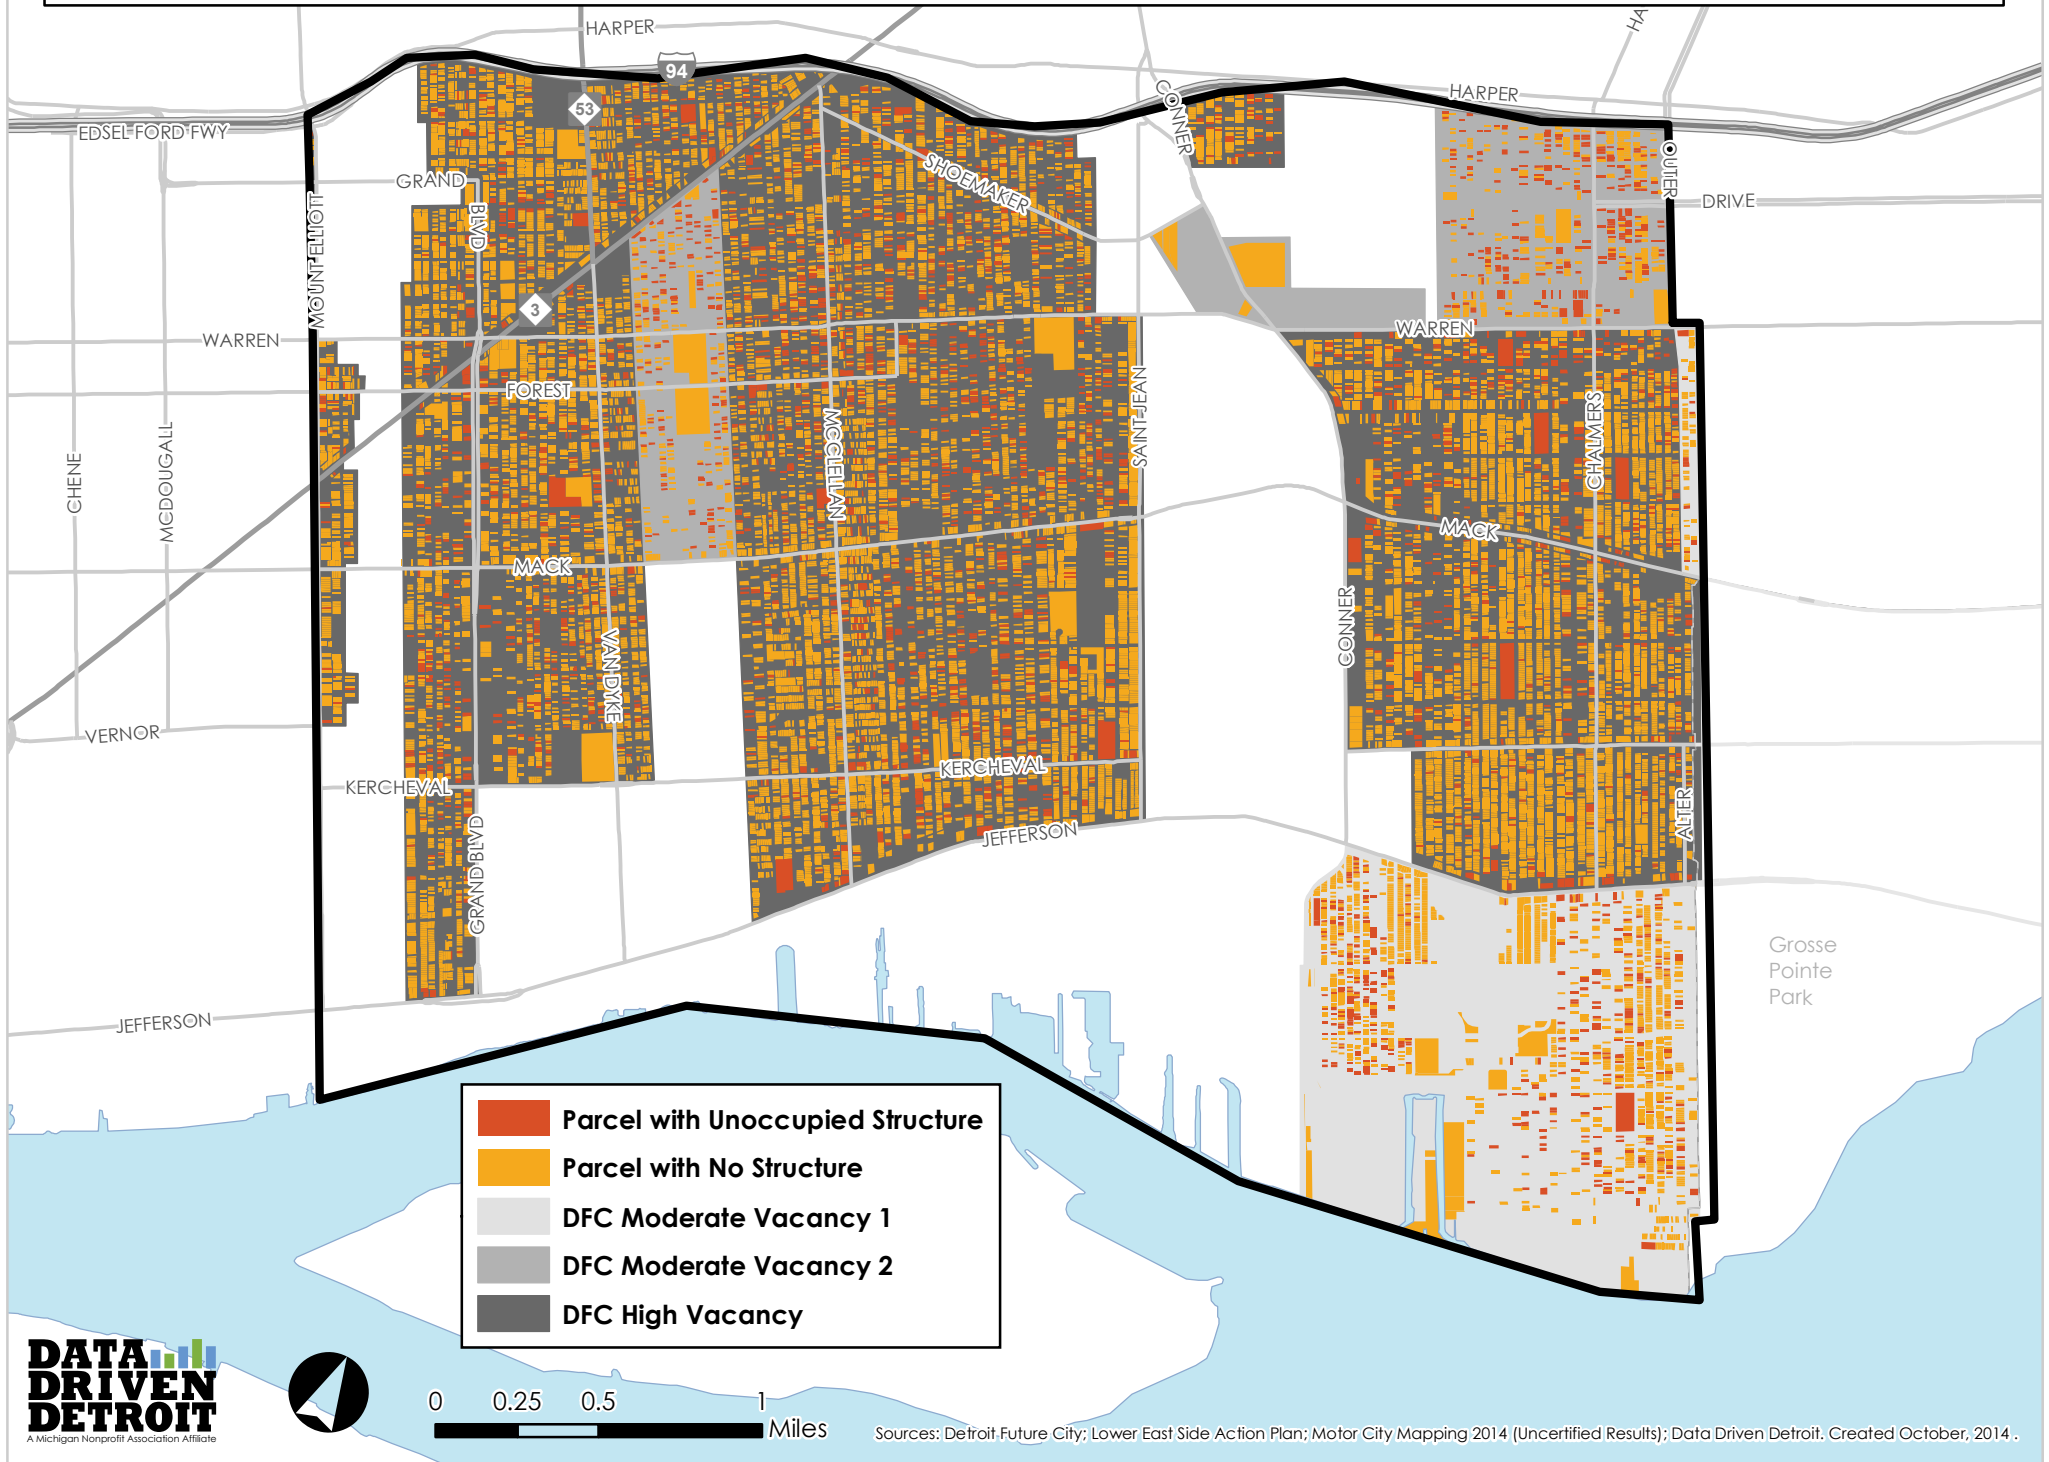 HARPER
HA
94
CONNER
HARPER
53
EDSEL FORD FWY
OUTER
SHOEMAKER
GRAND
DRIVE
BLVD
MOUNT ELLIOTT
3
WARREN
WARREN
FOREST
SAINT JEAN
CHALMERS
MCCLELLAN
MCDOUGALL
CHENE
MACK
MACK
CONNER
VAN DYKE
VERNOR
KERCHEVAL
KERCHEVAL
ALTER
JEFFERSON
GRAND BLVD
Grosse
Pointe
Park
JEFFERSON
Parcel with Unoccupied Structure
Parcel with No Structure
DFC Moderate Vacancy 1
DFC Moderate Vacancy 2
DFC High Vacancy
DATA
DRIVEN
DETROIT
A Michigan Nonprofit Association Affiliate
0 0.25 0.5 1
Miles
Sources: Detroit Future City; Lower East Side Action Plan; Motor City Mapping 2014 (Uncertified Results); Data Driven Detroit. Created October, 2014 .